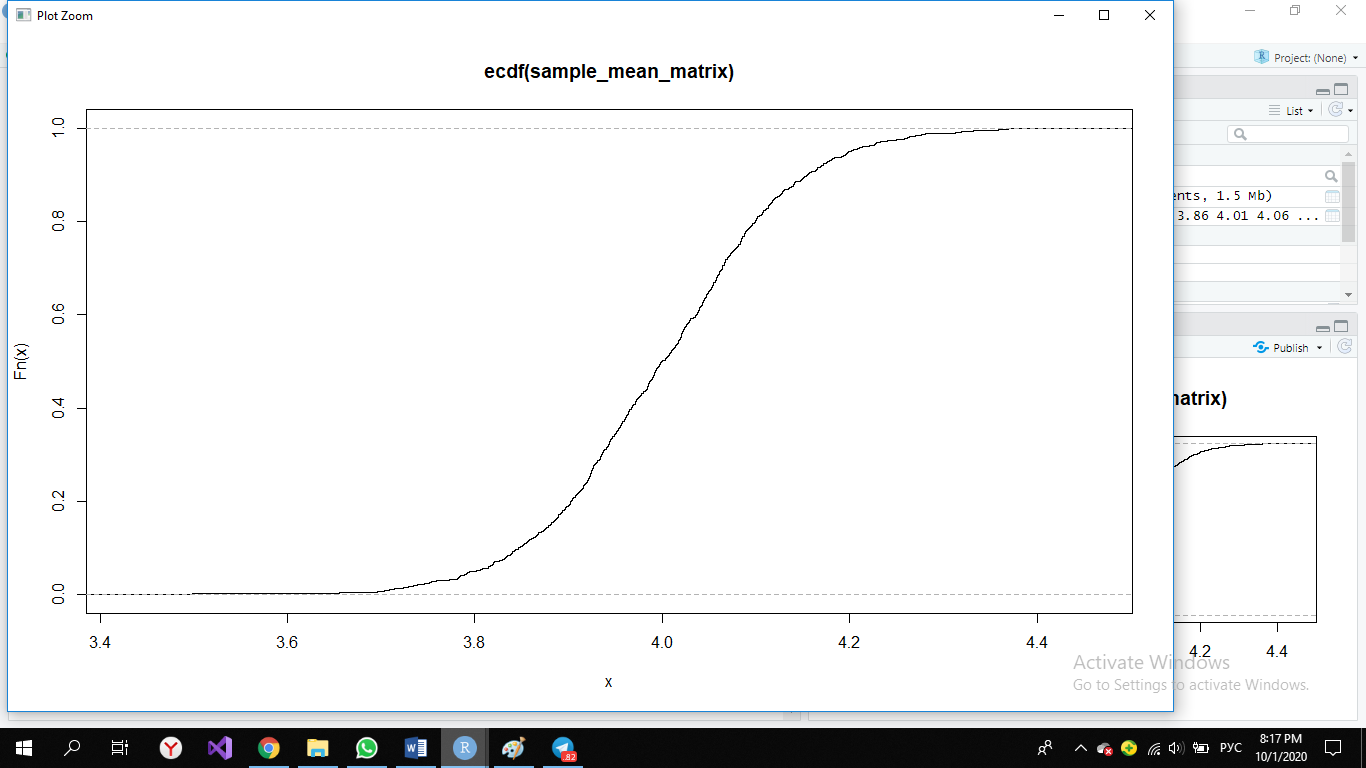 Plot Zoom
ecdf(sample_mean_matrix)
Fn(x)
1.0
0.8
0.6
0.4
0.2
0.0
3.4 3.6 3.8 4.0 4.2 4.4
x
R Project: (None)
List
ents, 1.5 Mb)
3.86 4.01 4.06 ...
Publish
matrix)
4.2 4.4
Activate Windows
Go to Settings to activate Windows.
Y
R
.82
РУС
8:17 PM
10/1/2020